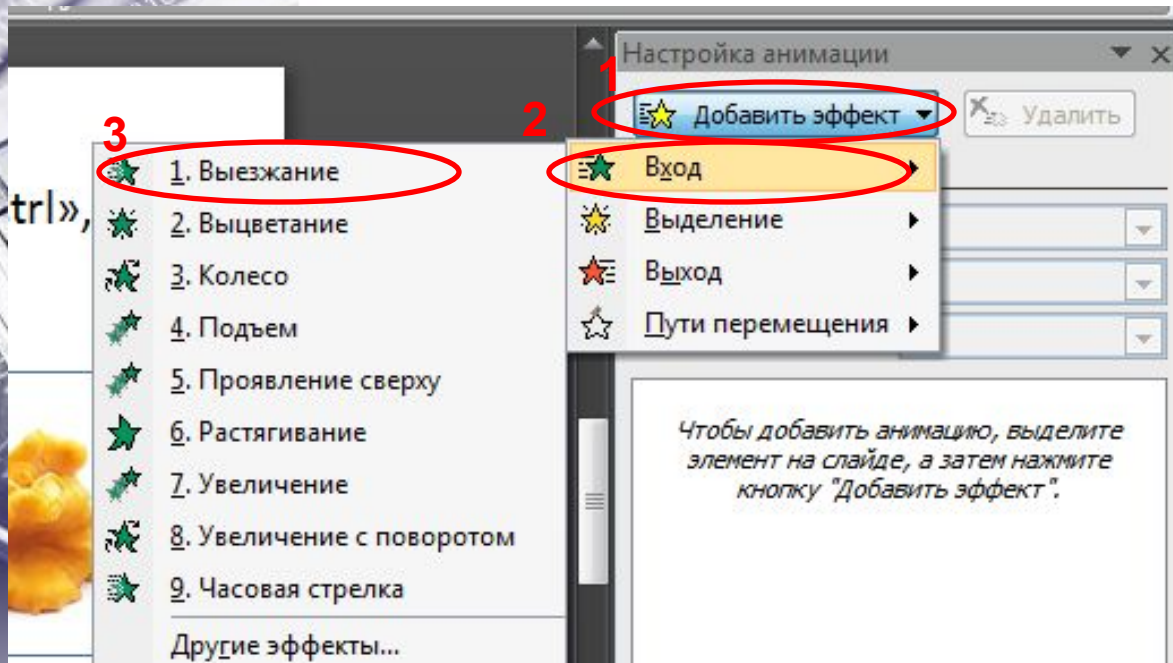 Настройка анимации
1
Добавить эффект
Удалить
2
Вход
Выделение
Выход
Пути перемещения
3
1. Выезжание
2. Выцветание
3. Колесо
4. Подъем
5. Проявление сверху
6. Растягивание
7. Увеличение
8. Увеличение с поворотом
9. Часовая стрелка
Другие эффекты...
trl»,
Чтобы добавить анимацию, выделите
элемент на слайде, а затем нажмите
кнопку "Добавить эффект".